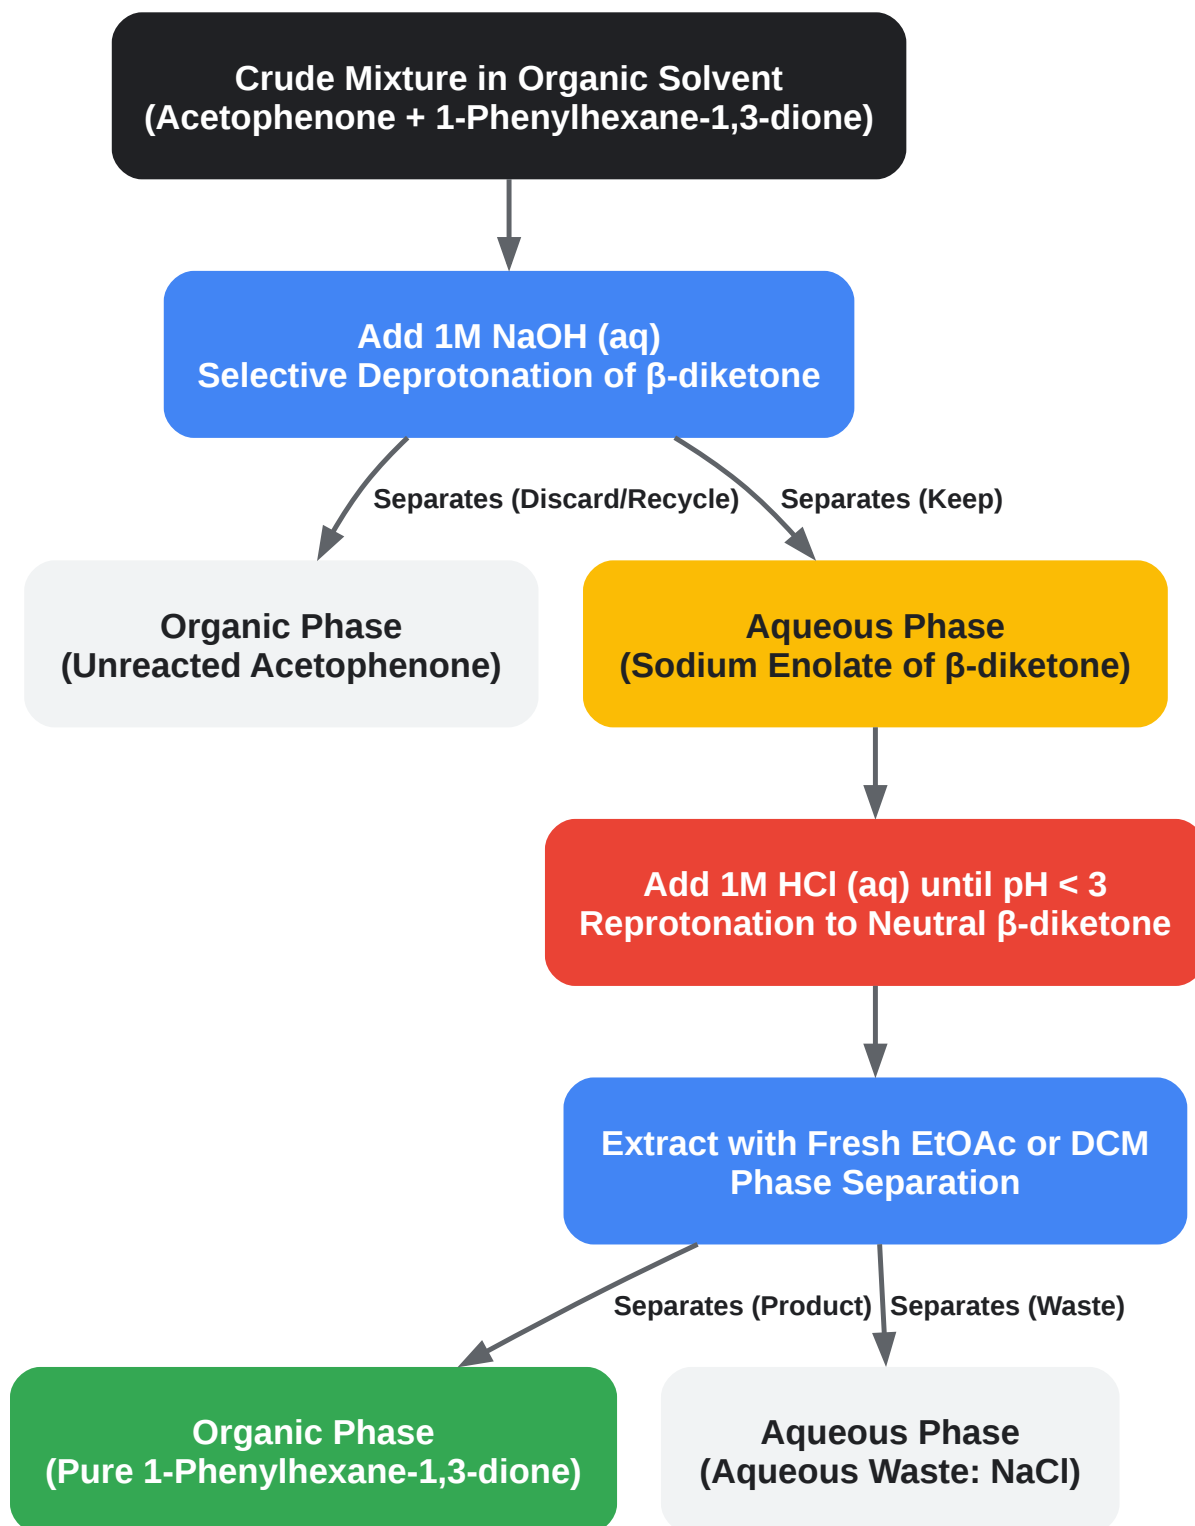 Crude Mixture in Organic Solvent
(Acetophenone + 1-Phenylhexane-1,3-dione)
Add 1M NaOH (aq)
Selective Deprotonation of β-diketone
Separates (Discard/Recycle)
Separates (Keep)
Organic Phase
(Unreacted Acetophenone)
Aqueous Phase
(Sodium Enolate of β-diketone)
Add 1M HCl (aq) until pH < 3
Reprotonation to Neutral β-diketone
Extract with Fresh EtOAc or DCM
Phase Separation
Separates (Product)
Separates (Waste)
Organic Phase
(Pure 1-Phenylhexane-1,3-dione)
Aqueous Phase
(Aqueous Waste: NaCl)